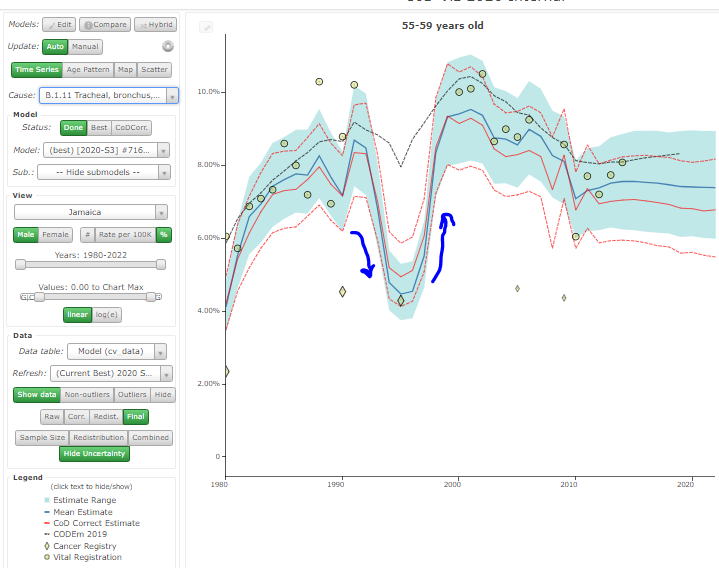 55-59 years old
Models: Edit Compare Hybrid
Update: Auto Manual
Time Series Age Pattern Map Scatter
Cause: B.1.11 Tracheal, bronchus,...
Model
Status: Done Best CoDCorr.
Model: (best) [2020-S3] #716...
Sub.: -- Hide submodels --
View
Jamaica
Male Female # Rate per 100K %
Years: 1980-2022
Values: 0.00 to Chart Max
linear log(e)
Data
Data table: Model (cv_data)
Refresh: (Current Best) 2020 S...
Show data Non-outliers Outliers Hide
Raw Corr. Redist. Final
Sample Size Redistribution Combined
Hide Uncertainty
Legend
(click text to hide/show)
Estimate Range
Mean Estimate
CoD Correct Estimate
CODEm 2019
Cancer Registry
Vital Registration
10.0%
8.00%
6.00%
4.00%
2.00%
0
1980 1990 2000 2010 2020